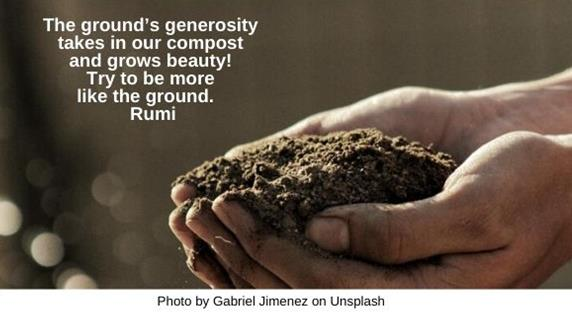 The ground’s generosity
takes in our compost
and grows beauty!
Try to be more
like the ground.
Rumi
Photo by Gabriel Jimenez on Unsplash